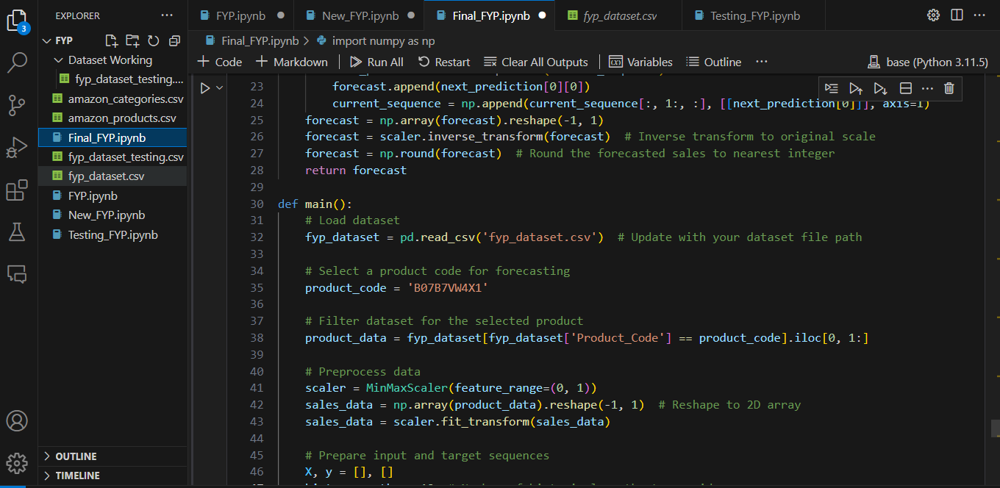 EXPLORER
FYP.ipynb
New_FYP.ipynb
Final_FYP.ipynb
fyp_dataset.csv
Testing_FYP.ipynb
3
FYP
Dataset Working
fyp_dataset_testing....
amazon_categories.csv
amazon_products.csv
Final_FYP.ipynb
fyp_dataset_testing.csv
fyp_dataset.csv
FYP.ipynb
New_FYP.ipynb
Testing_FYP.ipynb
OUTLINE
TIMELINE
Final_FYP.ipynb > import numpy as np
+ Code + Markdown Run All Restart Clear All Outputs Variables Outline ... base (Python 3.11.5)
23 forecast.append(next_prediction[0][0])
24 current_sequence = np.append(current_sequence[:, 1:, :], [[next_prediction[0]]], axis=1)
25 forecast = np.array(forecast).reshape(-1, 1)
26 forecast = scaler.inverse_transform(forecast)  # Inverse transform to original scale
27 forecast = np.round(forecast)  # Round the forecasted sales to nearest integer
28 return forecast
29
30 def main():
31 # Load dataset
32 fyp_dataset = pd.read_csv('fyp_dataset.csv')  # Update with your dataset file path
33
34 # Select a product code for forecasting
35 product_code = 'B07B7VW4X1'
36
37 # Filter dataset for the selected product
38 product_data = fyp_dataset[fyp_dataset['Product_Code'] == product_code].iloc[0, 1:]
39
40 # Preprocess data
41 scaler = MinMaxScaler(feature_range=(0, 1))
42 sales_data = np.array(product_data).reshape(-1, 1)  # Reshape to 2D array
43 sales_data = scaler.fit_transform(sales_data)
44
45 # Prepare input and target sequences
46 X, y = [], []